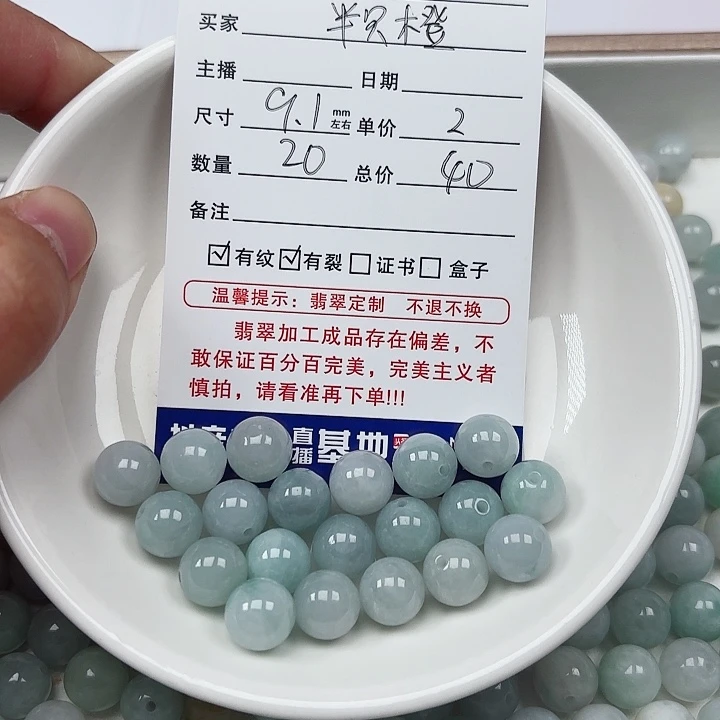 买家 半只橙
主播 日期
尺寸 9.1 mm左右 单价 2
数量 20 总价 40
备注
有纹 有裂 证书 盒子
温馨提示：翡翠定制 不退不换
翡翠加工成品存在偏差，不
敢保证百分百完美，完美主义者
慎拍，请看准再下单!!!
直播基地